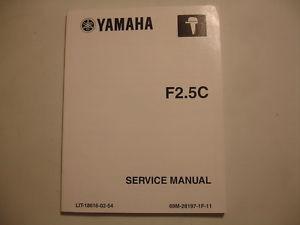 YAMAHA
F2.5C
SERVICE MANUAL
LIT-18616-02-54
69M-28197-1F-11